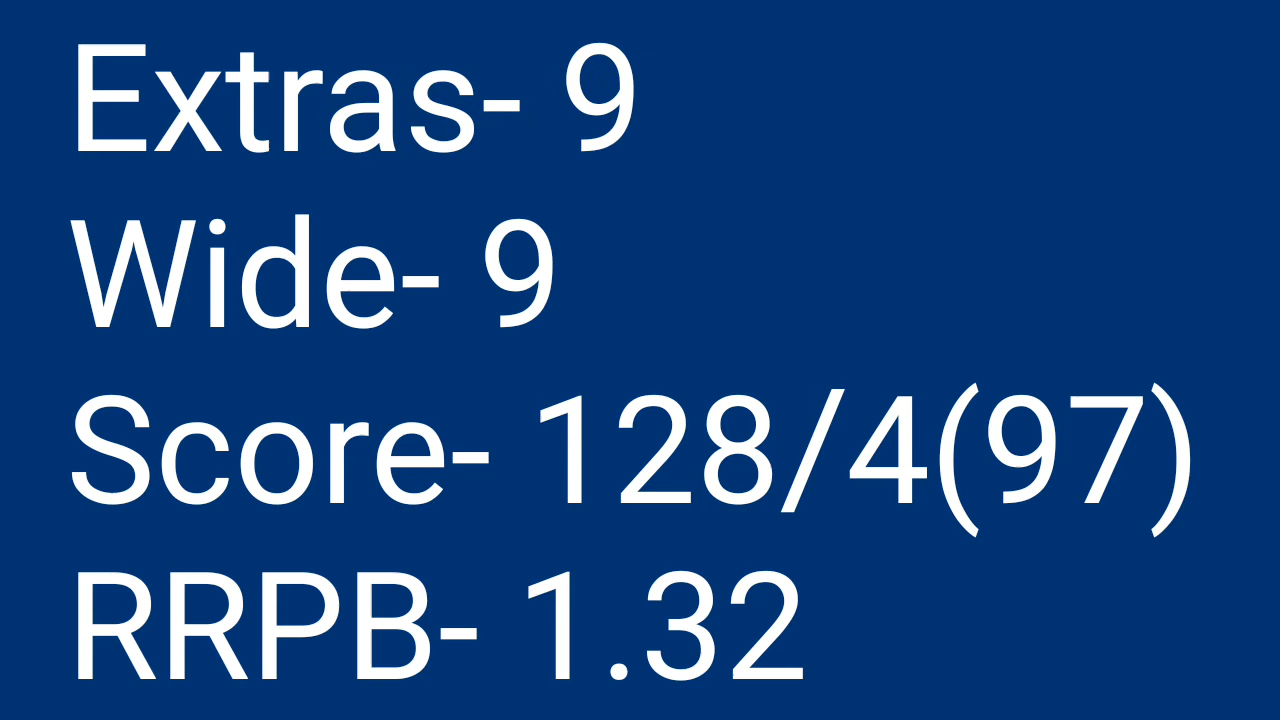 Extras- 9
Wide- 9
Score- 128/4(97)
RRPB- 1.32